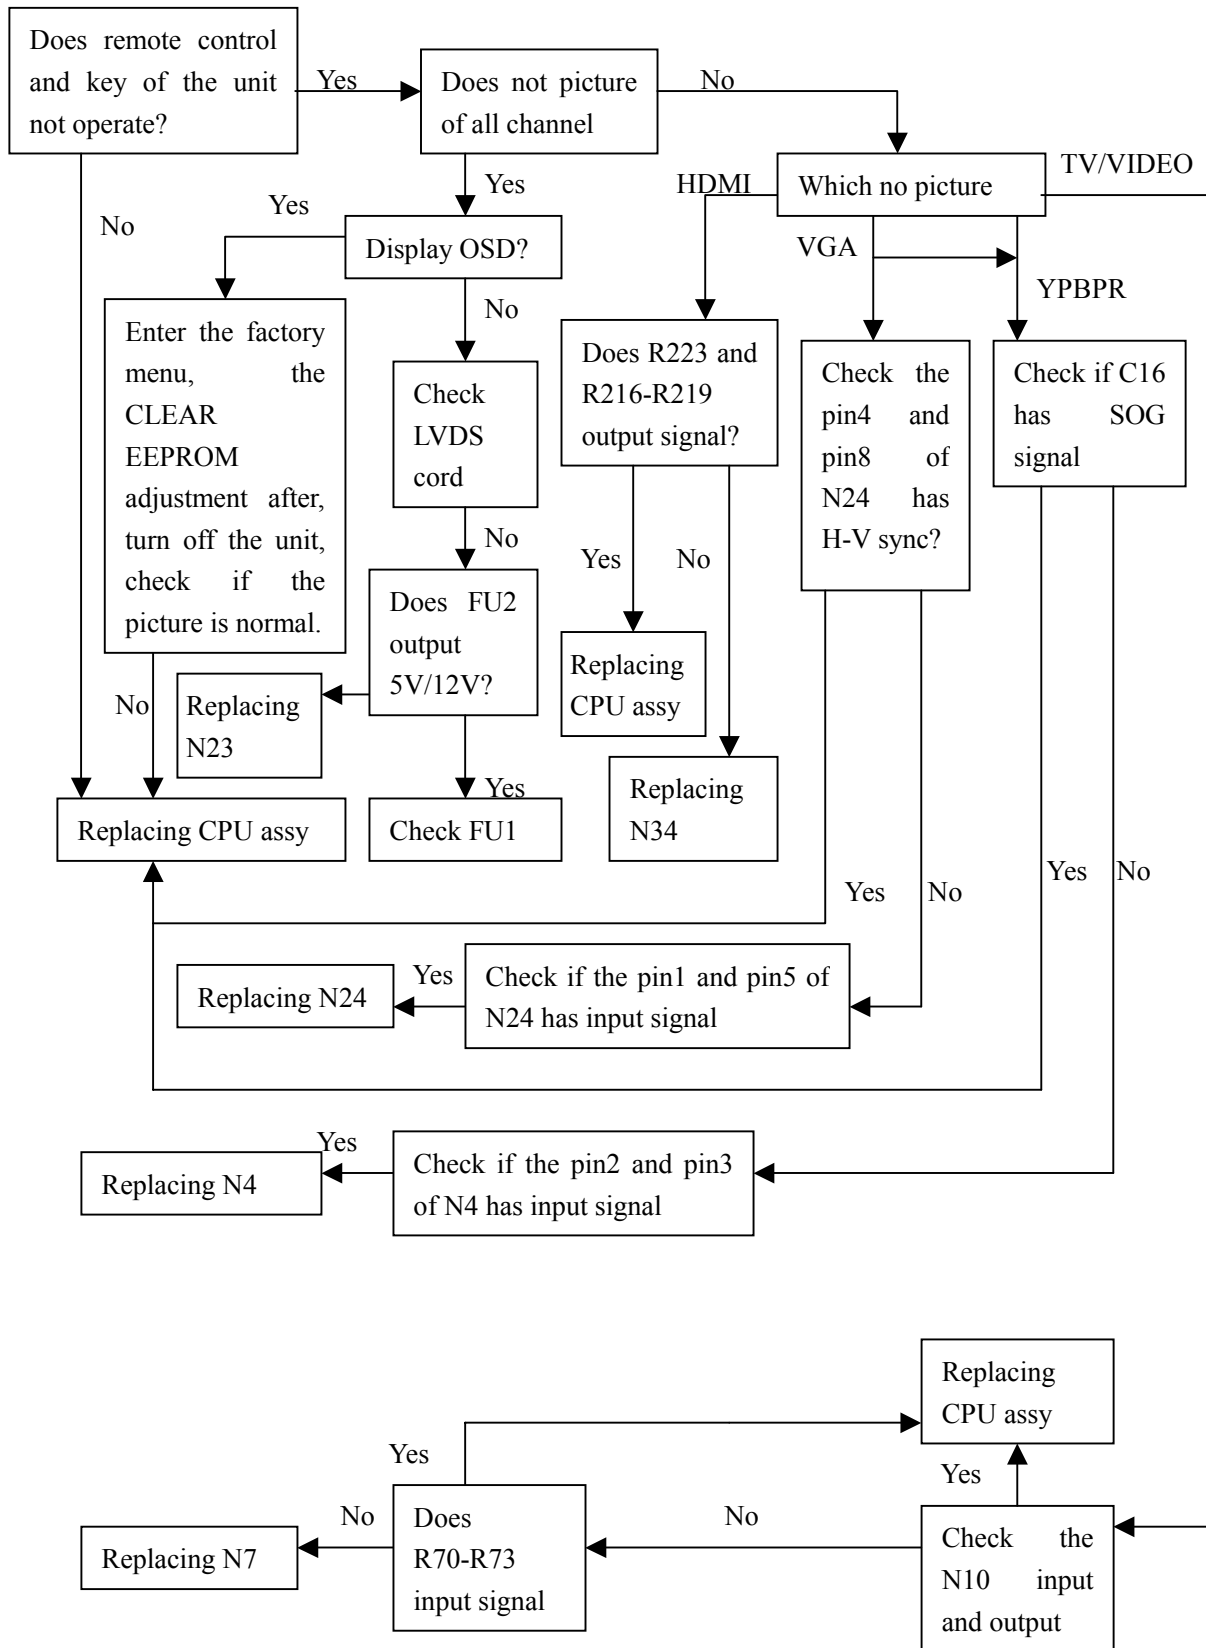 Does remote control
and key of the unit
not operate?
Yes
Does not picture
of all channel
No
Which no picture
TV/VIDEO
HDMI
VGA
YPBPR
No
Yes
Yes
Display OSD?
No
Enter the factory
menu, the
CLEAR
EEPROM
adjustment after,
turn off the unit,
check if the
picture is normal.
Check
LVDS
cord
No
Does R223 and
R216-R219
output signal?
Check the
pin4 and
pin8 of
N24 has
H-V sync?
Check if C16
has SOG
signal
Does FU2
output
5V/12V?
Yes
No
Replacing
CPU assy
No
Replacing
N23
Yes
Replacing
N34
Replacing CPU assy
Check FU1
Yes
No
Yes
No
Replacing N24
Yes
Check if the pin1 and pin5 of
N24 has input signal
Yes
Replacing N4
Check if the pin2 and pin3
of N4 has input signal
Replacing
CPU assy
Yes
Yes
No
Does
R70-R73
input signal
No
Replacing N7
Check the
N10 input
and output